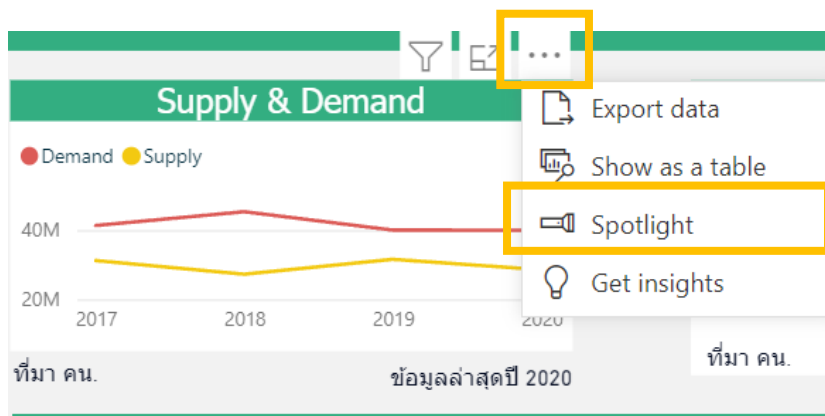 Supply & Demand
Demand Supply
40M
20M
2017 2018 2019 2020
ที่มา คน.
ข้อมูลล่าสุดปี 2020
Export data
Show as a table
Spotlight
Get insights
ที่มา คน.